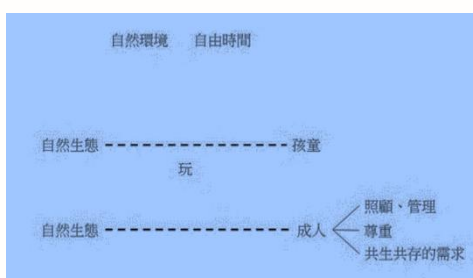 自然環境 自由時間
自然生態 孩童
玩
照顧、管理
自然生態 成人 尊重
共生共存的需求